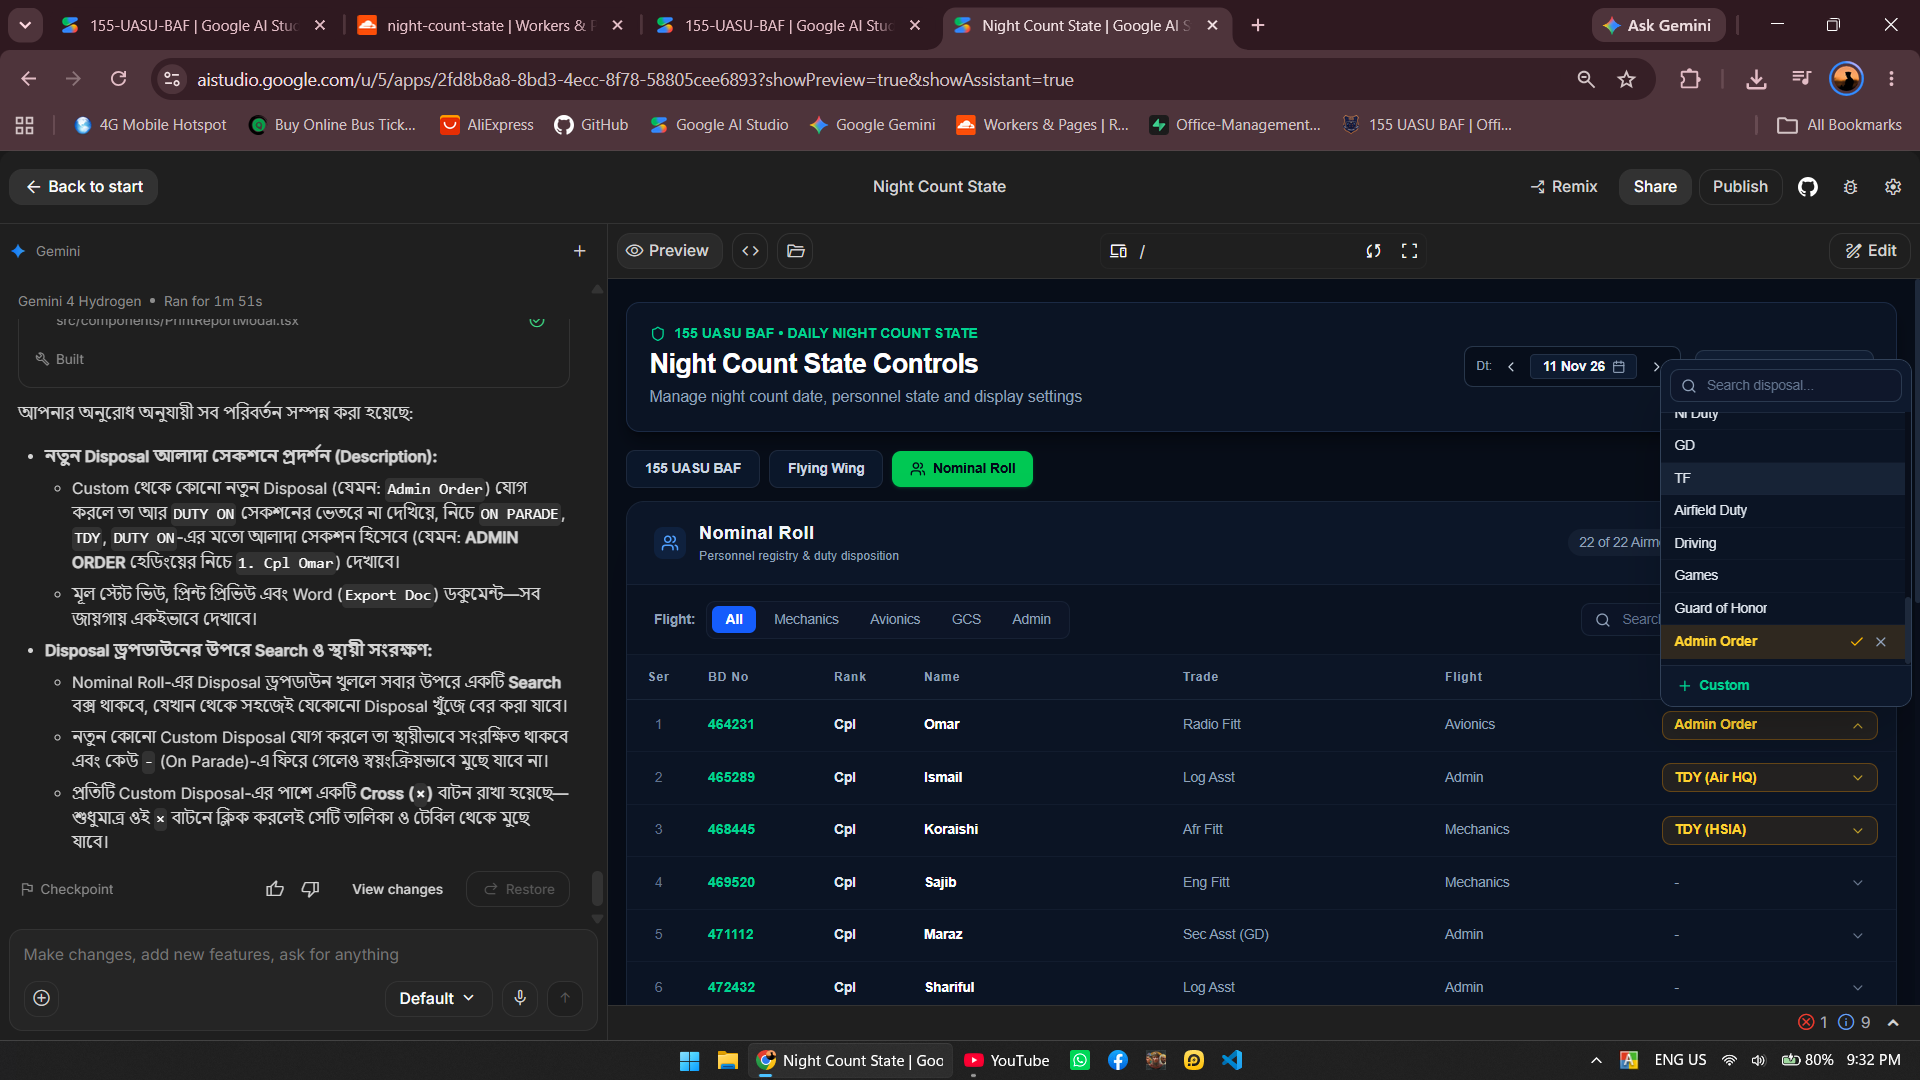 155-UASU-BAF | Google AI Stuc
night-count-state | Workers & P
155-UASU-BAF | Google AI Stuc
Night Count State | Google AI S
Ask Gemini
aistudio.google.com/u/5/apps/2fd8b8a8-8bd3-4ecc-8f78-58805cee6893?showPreview=true&showAssistant=true
4G Mobile Hotspot
Buy Online Bus Tick...
AliExpress
GitHub
Google AI Studio
Google Gemini
Workers & Pages | R...
Office-Management...
155 UASU BAF | Offi...
All Bookmarks
Back to start
Night Count State
Remix
Share
Publish
Gemini
Preview
/
Edit
Gemini 4 Hydrogen • Ran for 1m 51s
src/components/PrintReportModal.tsx
Built
আপনার অনুরোধ অনুযায়ী সব পরিবর্তন সম্পন্ন করা হয়েছে:
নতুন Disposal আলাদা সেকশনে প্রদর্শন (Description):
Custom থেকে কোনো নতুন Disposal (যেমন: Admin Order) যোগ
করলে তা আর DUTY ON সেকশনের ভেতরে না দেখিয়ে, নিচে ON PARADE,
TDY, DUTY ON-এর মতো আলাদা সেকশন হিসেবে (যেমন: ADMIN
ORDER হেডিংয়ের নিচে 1. Cpl Omar) দেখাবে।
মূল স্টেট ভিউ, প্রিন্ট প্রিভিউ এবং Word (Export Doc) ডকুমেন্ট—সব
জায়গায় একইভাবে দেখাবে।
Disposal ড্রপডাউনের উপরে Search ও স্থায়ী সংরক্ষণ:
Nominal Roll-এর Disposal ড্রপডাউন খুললে সবার উপরে একটি Search
বক্স থাকবে, যেখান থেকে সহজেই যেকোনো Disposal খুঁজে বের করা যাবে।
নতুন কোনো Custom Disposal যোগ করলে তা স্থায়ীভাবে সংরক্ষিত থাকবে
এবং কেউ - (On Parade)-এ ফিরে গেলেও স্বয়ংক্রিয়ভাবে মুছে যাবে না।
প্রতিটি Custom Disposal-এর পাশে একটি Cross (×) বাটন রাখা হয়েছে—
শুধুমাত্র ওই × বাটনে ক্লিক করলেই সেটি তালিকা ও টেবিল থেকে মুছে
যাবে।
Checkpoint
View changes
Restore
Make changes, add new features, ask for anything
Default
155 UASU BAF • DAILY NIGHT COUNT STATE
Night Count State Controls
Manage night count date, personnel state and display settings
Dt: 11 Nov 26
155 UASU BAF
Flying Wing
Nominal Roll
Nominal Roll
Personnel registry & duty disposition
22 of 22 Airme
Flight: All Mechanics Avionics GCS Admin
Searc
Search disposal...
NI Duty
GD
TF
Airfield Duty
Driving
Games
Guard of Honor
Admin Order
+ Custom
Ser BD No Rank Name Trade Flight
1 464231 Cpl Omar Radio Fitt Avionics Admin Order
2 465289 Cpl Ismail Log Asst Admin TDY (Air HQ)
3 468445 Cpl Koraishi Afr Fitt Mechanics TDY (HSIA)
4 469520 Cpl Sajib Eng Fitt Mechanics -
5 471112 Cpl Maraz Sec Asst (GD) Admin -
6 472432 Cpl Shariful Log Asst Admin -
1 9
Night Count State | Goo
YouTube
ENG US
80%
9:32 PM